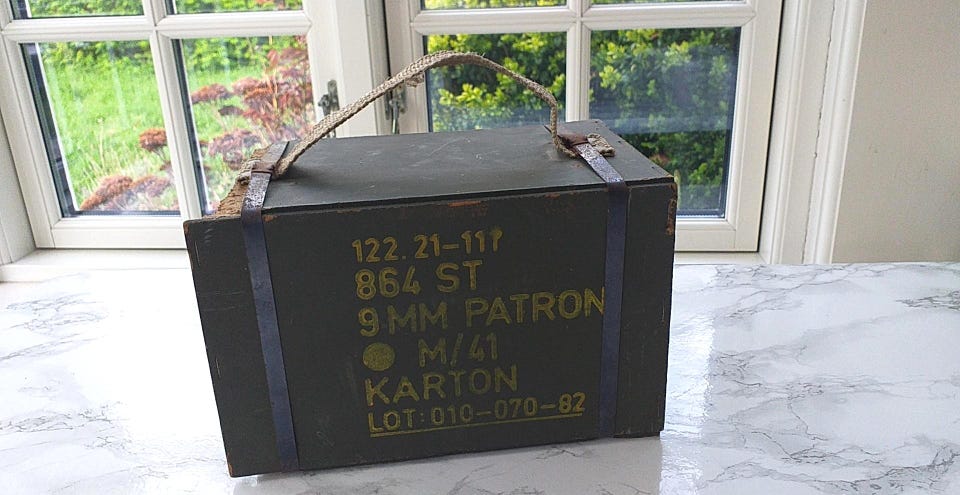 122. 21-117
864 ST
9 MM PATRON
M/41
KARTON
LOT: 010-070-82